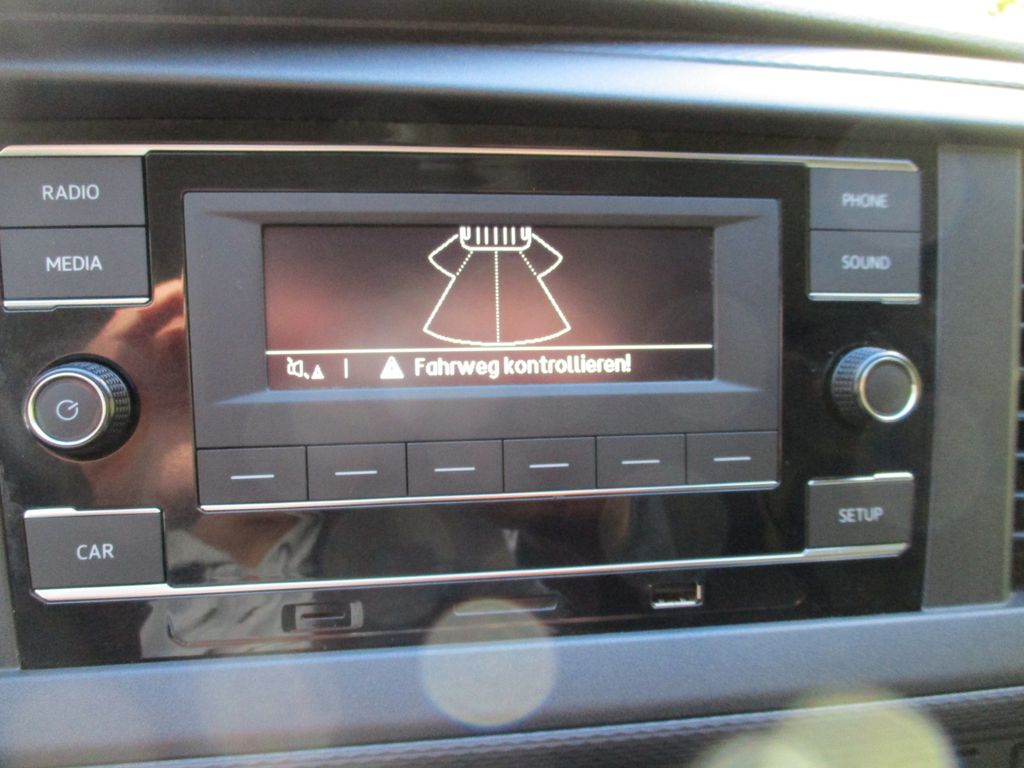 RADIO
PHONE
MEDIA
SOUND
Fahrweg kontrollieren!
CAR
SETUP